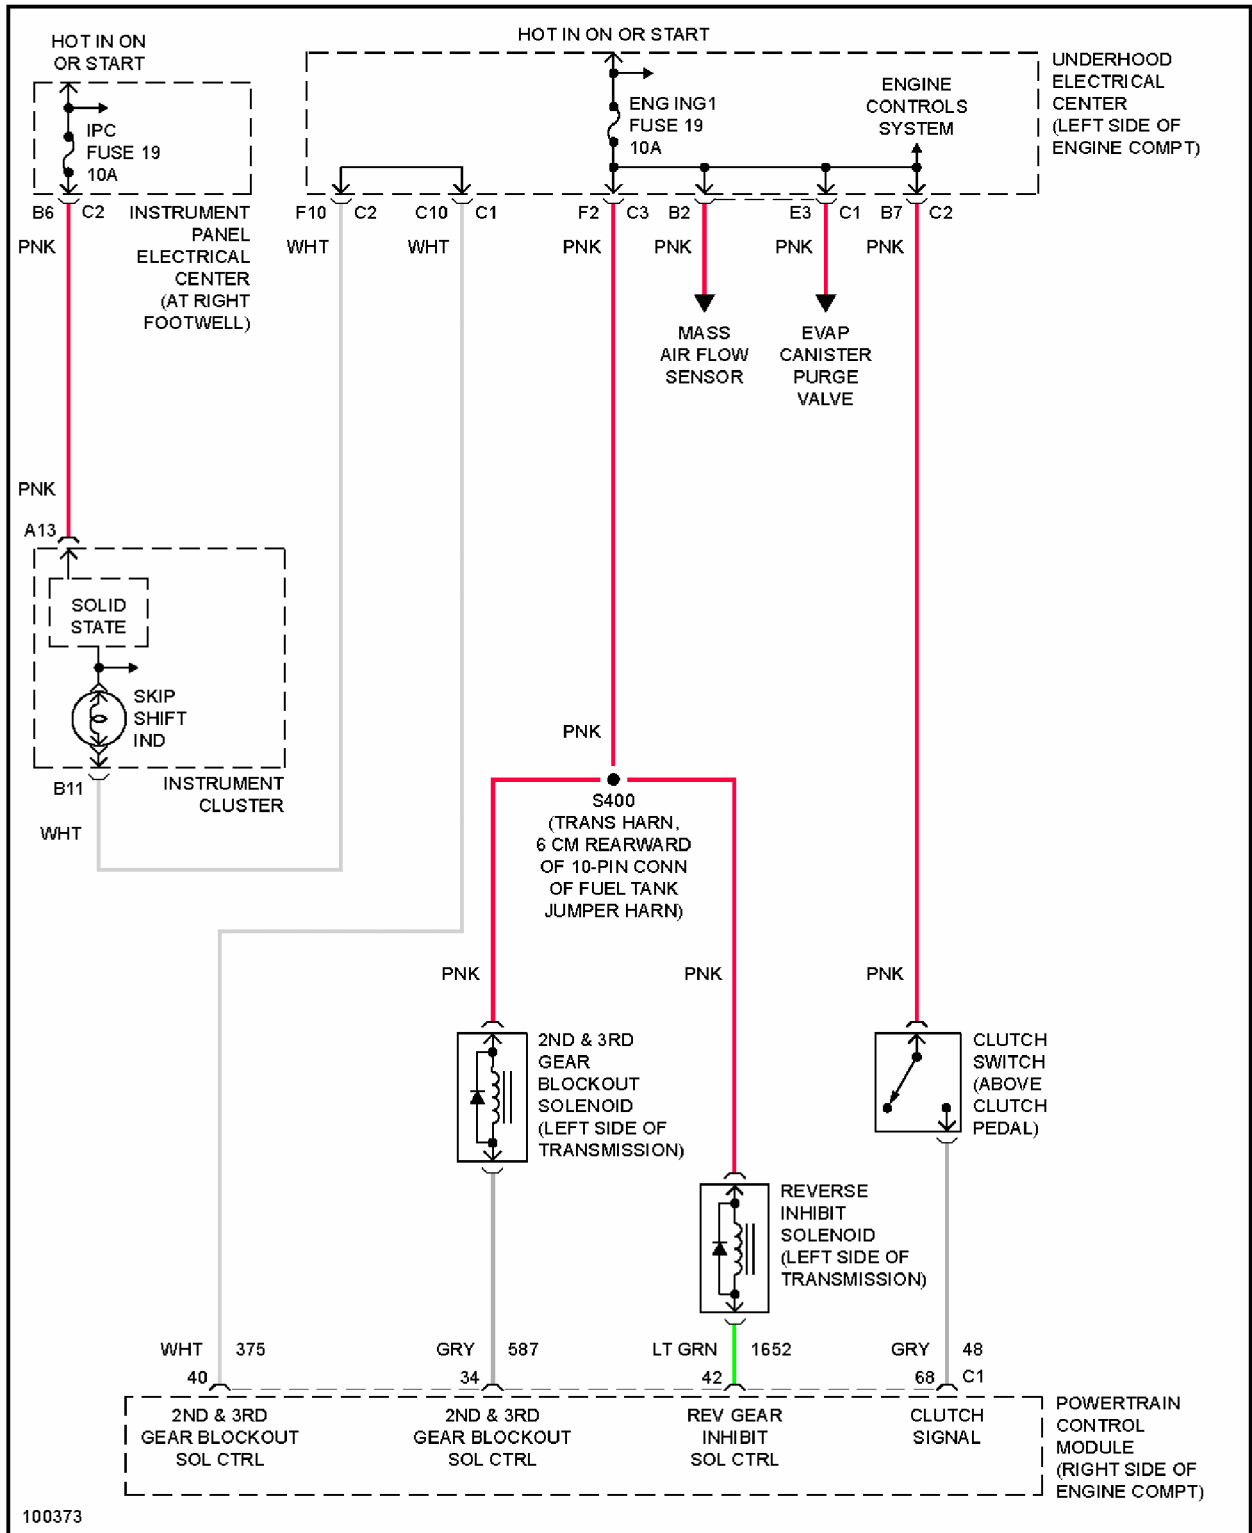 HOT IN ON
OR START
IPC
FUSE 19
10A
B6
C2
INSTRUMENT
PANEL
ELECTRICAL
CENTER
(AT RIGHT
FOOTWELL)
PNK
HOT IN ON OR START
ENG ING1
FUSE 19
10A
ENGINE
CONTROLS
SYSTEM
UNDERHOOD
ELECTRICAL
CENTER
(LEFT SIDE OF
ENGINE COMPT)
F10
C2
C10
C1
F2
C3
B2
E3
C1
B7
C2
WHT
WHT
PNK
PNK
PNK
PNK
MASS
AIR FLOW
SENSOR
EVAP
CANISTER
PURGE
VALVE
PNK
A13
SOLID
STATE
SKIP
SHIFT
IND
B11
INSTRUMENT
CLUSTER
WHT
PNK
S400
(TRANS HARN,
6 CM REARWARD
OF 10-PIN CONN
OF FUEL TANK
JUMPER HARN)
PNK
PNK
PNK
2ND & 3RD
GEAR
BLOCKOUT
SOLENOID
(LEFT SIDE OF
TRANSMISSION)
CLUTCH
SWITCH
(ABOVE
CLUTCH
PEDAL)
REVERSE
INHIBIT
SOLENOID
(LEFT SIDE OF
TRANSMISSION)
WHT
375
GRY
587
LT GRN
1652
GRY
48
40
34
42
68
C1
2ND & 3RD
GEAR BLOCKOUT
SOL CTRL
2ND & 3RD
GEAR BLOCKOUT
SOL CTRL
REV GEAR
INHIBIT
SOL CTRL
CLUTCH
SIGNAL
POWERTRAIN
CONTROL
MODULE
(RIGHT SIDE OF
ENGINE COMPT)
100373